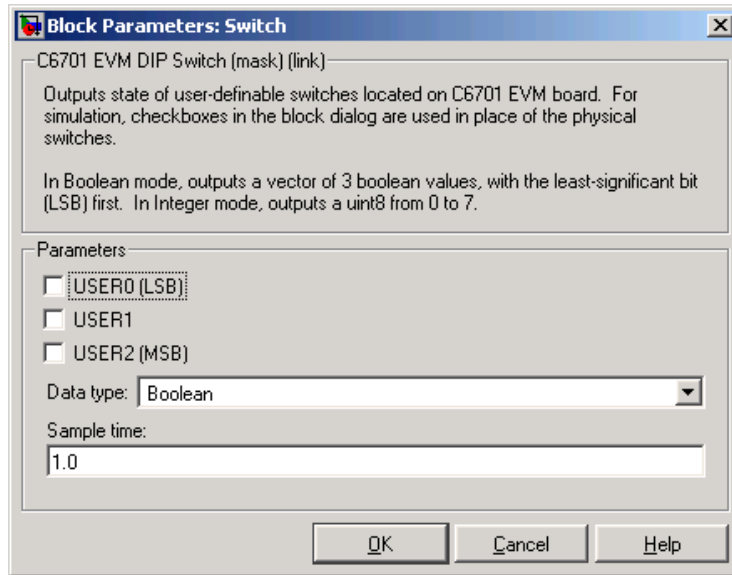 Block Parameters: Switch
C6701 EVM DIP Switch (mask) (link)
Outputs state of user-definable switches located on C6701 EVM board. For
simulation, checkboxes in the block dialog are used in place of the physical
switches.
In Boolean mode, outputs a vector of 3 boolean values, with the least-significant bit
(LSB) first. In Integer mode, outputs a uint8 from 0 to 7.
Parameters
USER0 (LSB)
USER1
USER2 (MSB)
Data type: Boolean
Sample time:
1.0
OK Cancel Help